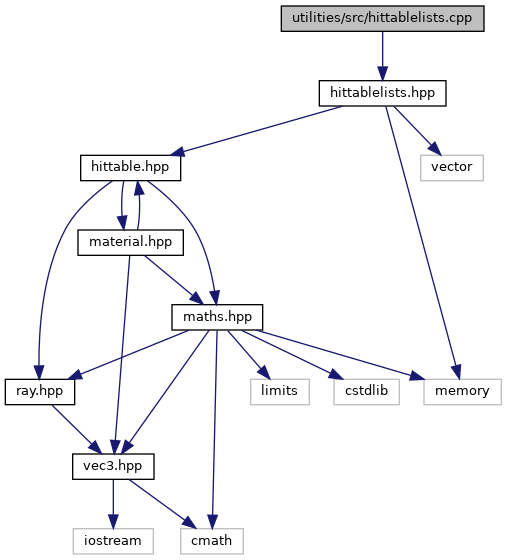 utilities/src/hittablelists.cpp
hittablelists.hpp
hittable.hpp
vector
material.hpp
maths.hpp
ray.hpp
limits
cstdlib
memory
vec3.hpp
iostream
cmath